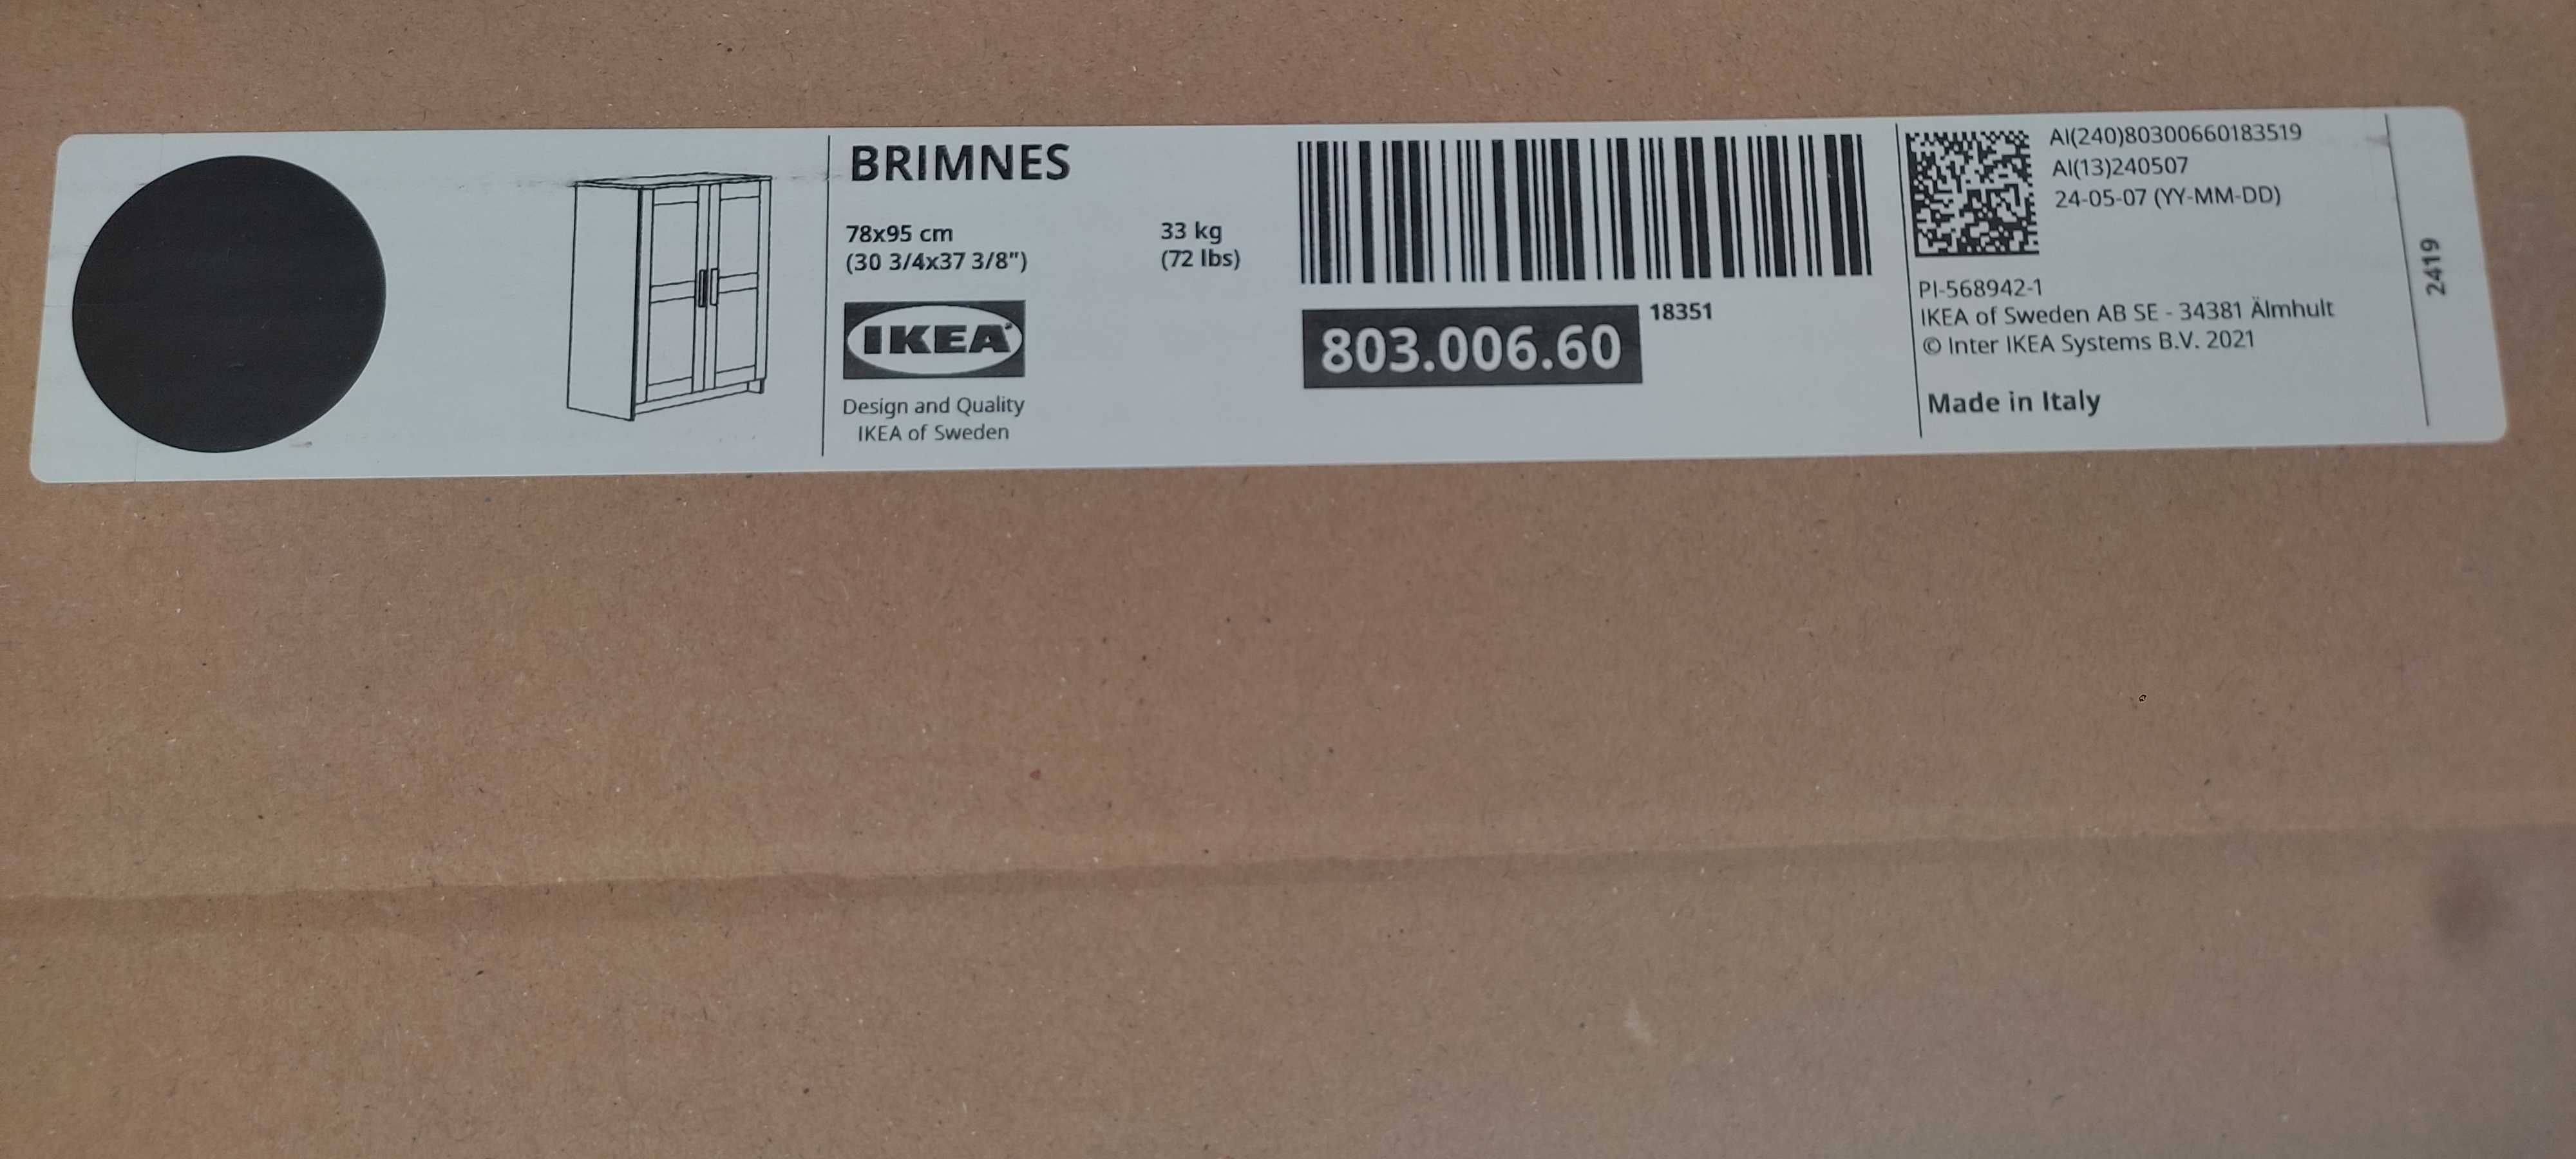 BRIMNES
78x95 cm
(30 3/4x37 3/8")
33 kg
(72 lbs)
IKEA®
Design and Quality
IKEA of Sweden
803.006.60
18351
AI(240)80300660183519
AI(13)240507
24-05-07 (YY-MM-DD)
PI-568942-1
IKEA of Sweden AB SE - 34381 Älmhult
© Inter IKEA Systems B.V. 2021
Made in Italy
2419